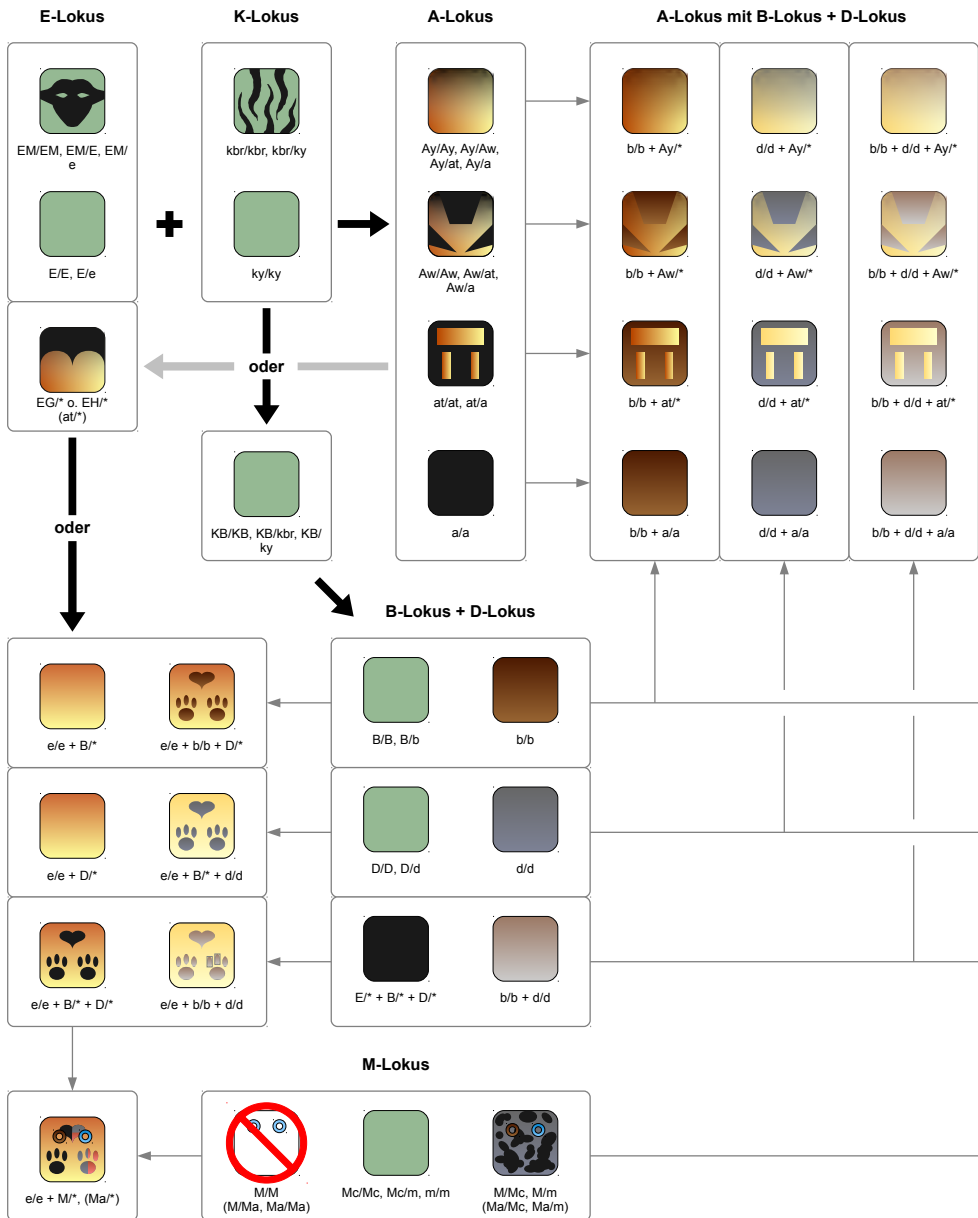 E-Lokus
K-Lokus
A-Lokus
A-Lokus mit B-Lokus + D-Lokus
EM/EM, EM/E, EM/
e
kbr/kbr, kbr/ky
Ay/Ay, Ay/Aw,
Ay/at, Ay/a
b/b + Ay/*
d/d + Ay/*
b/b + d/d + Ay/*
E/E, E/e
ky/ky
Aw/Aw, Aw/at,
Aw/a
b/b + Aw/*
d/d + Aw/*
b/b + d/d + Aw/*
oder
EG/* o. EH/*
(at/*)
at/at, at/a
b/b + at/*
d/d + at/*
b/b + d/d + at/*
oder
KB/KB, KB/kbr, KB/
ky
a/a
b/b + a/a
d/d + a/a
b/b + d/d + a/a
B-Lokus + D-Lokus
e/e + B/*
e/e + b/b + D/*
B/B, B/b
b/b
e/e + D/*
e/e + B/* + d/d
D/D, D/d
d/d
e/e + B/* + D/*
e/e + b/b + d/d
E/* + B/* + D/*
b/b + d/d
M-Lokus
e/e + M/*, (Ma/*)
M/M
(M/Ma, Ma/Ma)
Mc/Mc, Mc/m, m/m
M/Mc, M/m
(Ma/Mc, Ma/m)